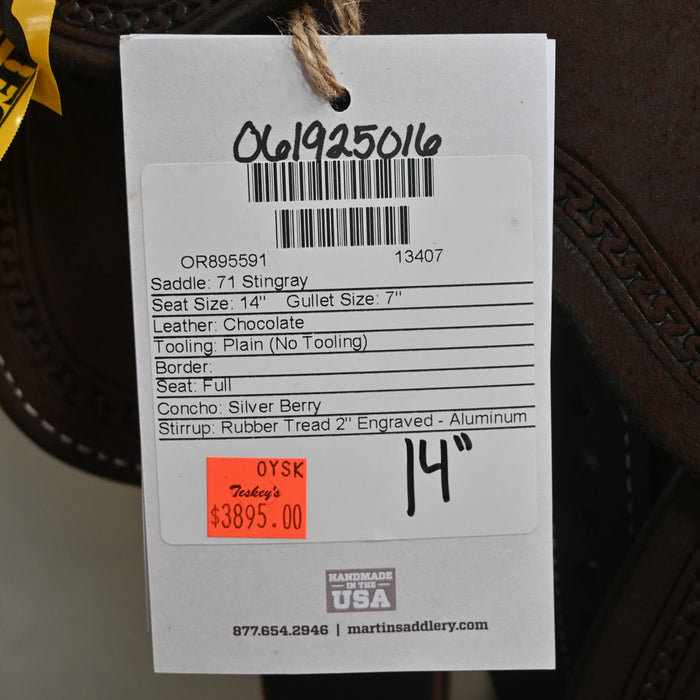 061925016
OR895591 13407
Saddle: 71 Stingray
Seat Size: 14" Gullet Size: 7"
Leather: Chocolate
Tooling: Plain (No Tooling)
Border:
Seat: Full
Concho: Silver Berry
Stirrup: Rubber Tread 2" Engraved - Aluminum
14"
OYSK
Teskey's
$3895.00
HANDMADE
IN THE
USA
877.654.2946 | martinsaddlery.com